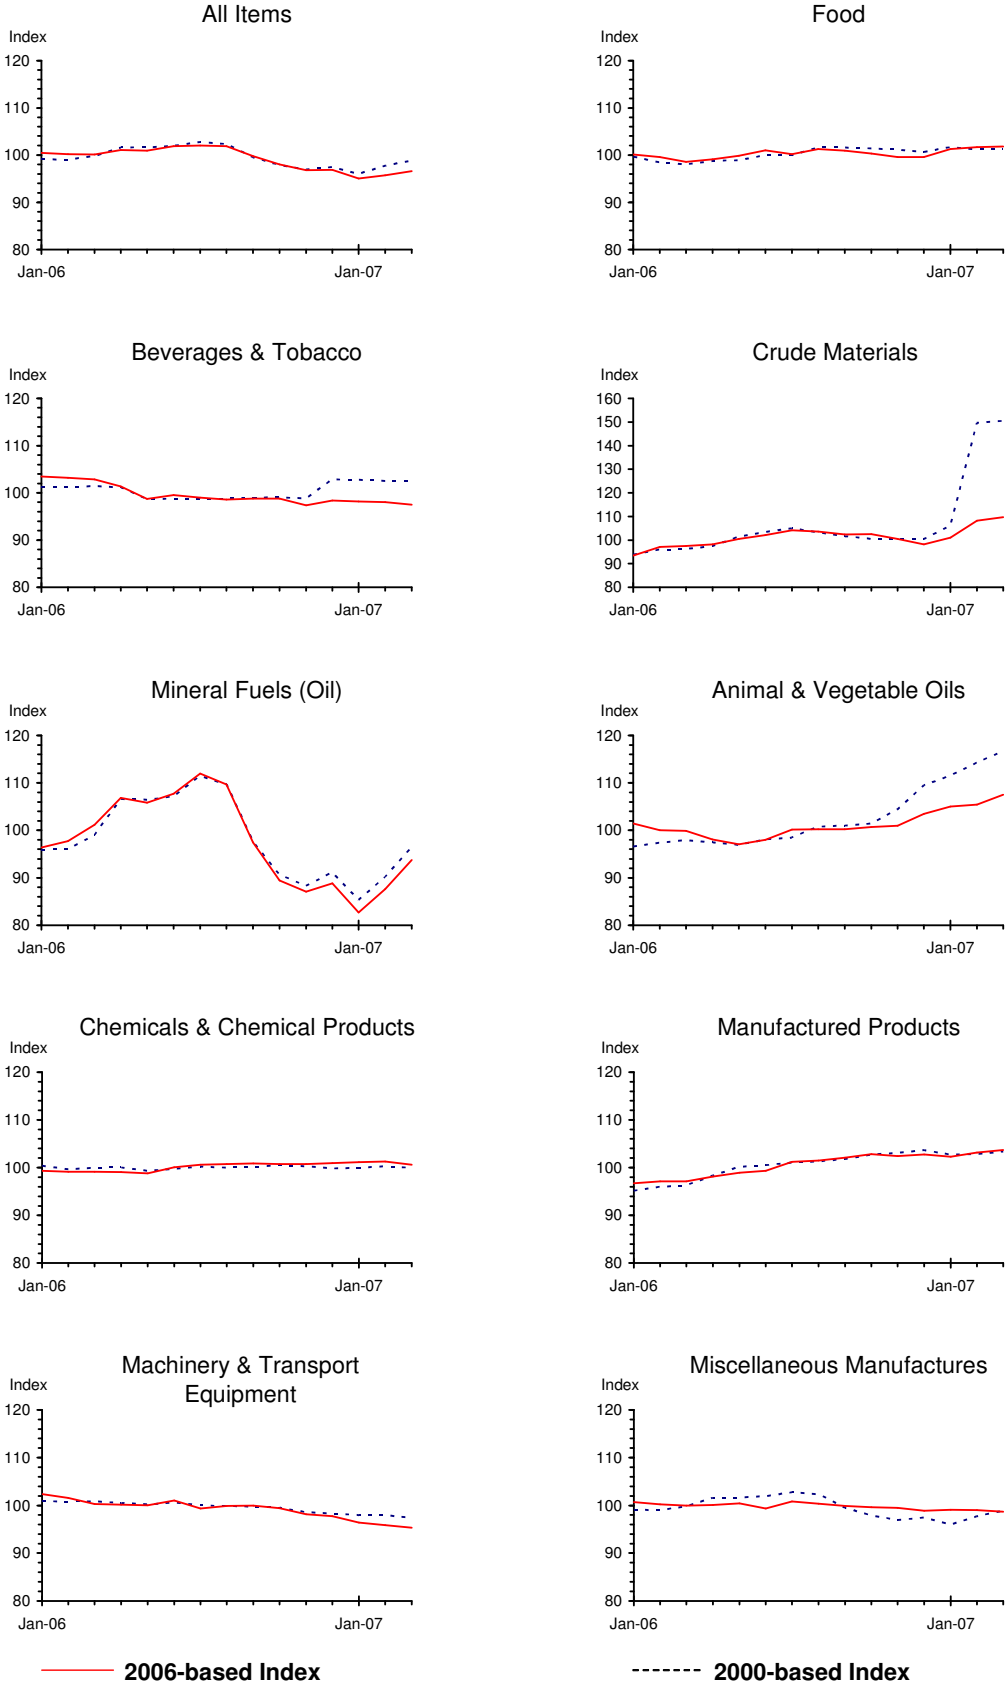 All Items
Index
120
110
100
90
80
Jan-06 Jan-07
Food
Index
120
110
100
90
80
Jan-06 Jan-07
Beverages & Tobacco
Index
120
110
100
90
80
Jan-06 Jan-07
Crude Materials
Index
160
150
140
130
120
110
100
90
80
Jan-06 Jan-07
Mineral Fuels (Oil)
Index
120
110
100
90
80
Jan-06 Jan-07
Animal & Vegetable Oils
Index
120
110
100
90
80
Jan-06 Jan-07
Chemicals & Chemical Products
Index
120
110
100
90
80
Jan-06 Jan-07
Manufactured Products
Index
120
110
100
90
80
Jan-06 Jan-07
Machinery & Transport
Equipment
Index
120
110
100
90
80
Jan-06 Jan-07
Miscellaneous Manufactures
Index
120
110
100
90
80
Jan-06 Jan-07
2006-based Index
2000-based Index